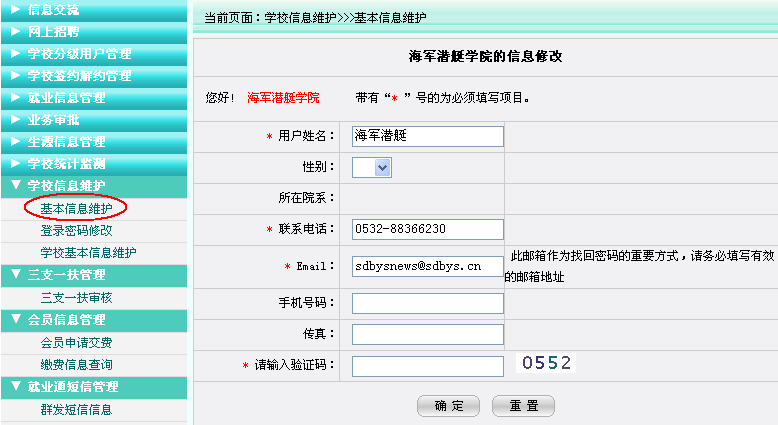 信息交流
网上招聘
学校分级用户管理
学校签约解约管理
就业信息管理
业务审批
生源信息管理
学校统计监测
学校信息维护
基本信息维护
登录密码修改
学校基本信息维护
三支一扶管理
三支一扶审核
会员信息管理
会员申请交费
缴费信息查询
就业通短信管理
群发短信信息
当前页面：学校信息维护>>>基本信息维护
海军潜艇学院的信息修改
您好！ 海军潜艇学院 带有“*”号的为必须填写项目。
* 用户姓名： 海军潜艇
性别：
所在院系：
* 联系电话： 0532-88366230
* Email： sdbysnews@sdbys.cn 此邮箱作为找回密码的重要方式，请务必填写有效
的邮箱地址
手机号码：
传真：
* 请输入验证码： 0552
确 定 重 置